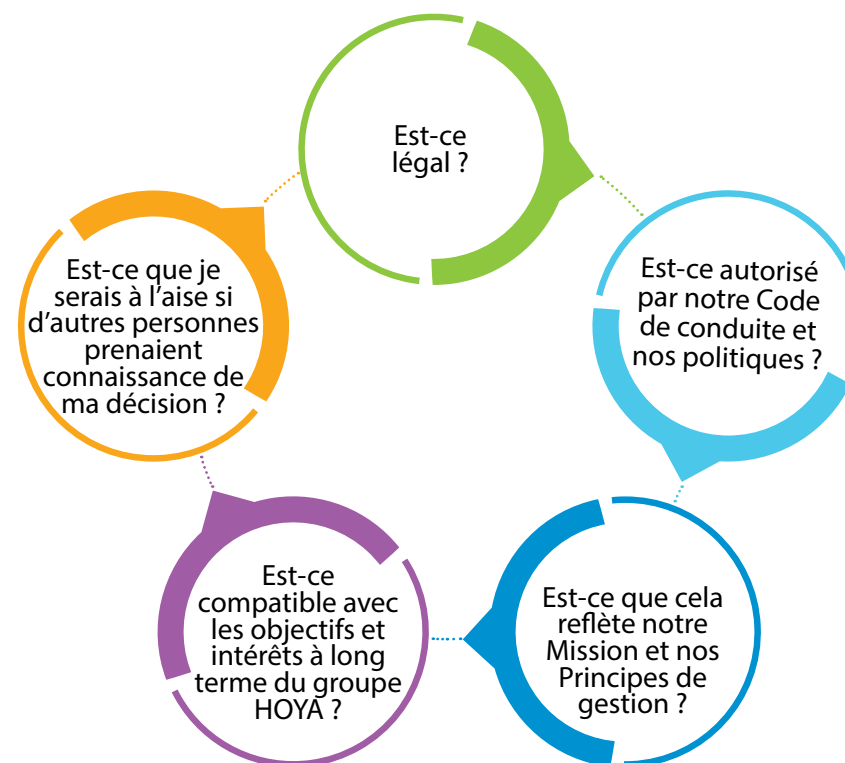 Est-ce
légal ?
Est-ce autorisé
par notre Code
de conduite et
nos politiques ?
Est-ce que cela
reflète notre
Mission et nos
Principes de
gestion ?
Est-ce
compatible avec
les objectifs et
intérêts à long
terme du groupe
HOYA ?
Est-ce que je
serais à l’aise si
d’autres personnes
prenaient
connaissance de
ma décision ?